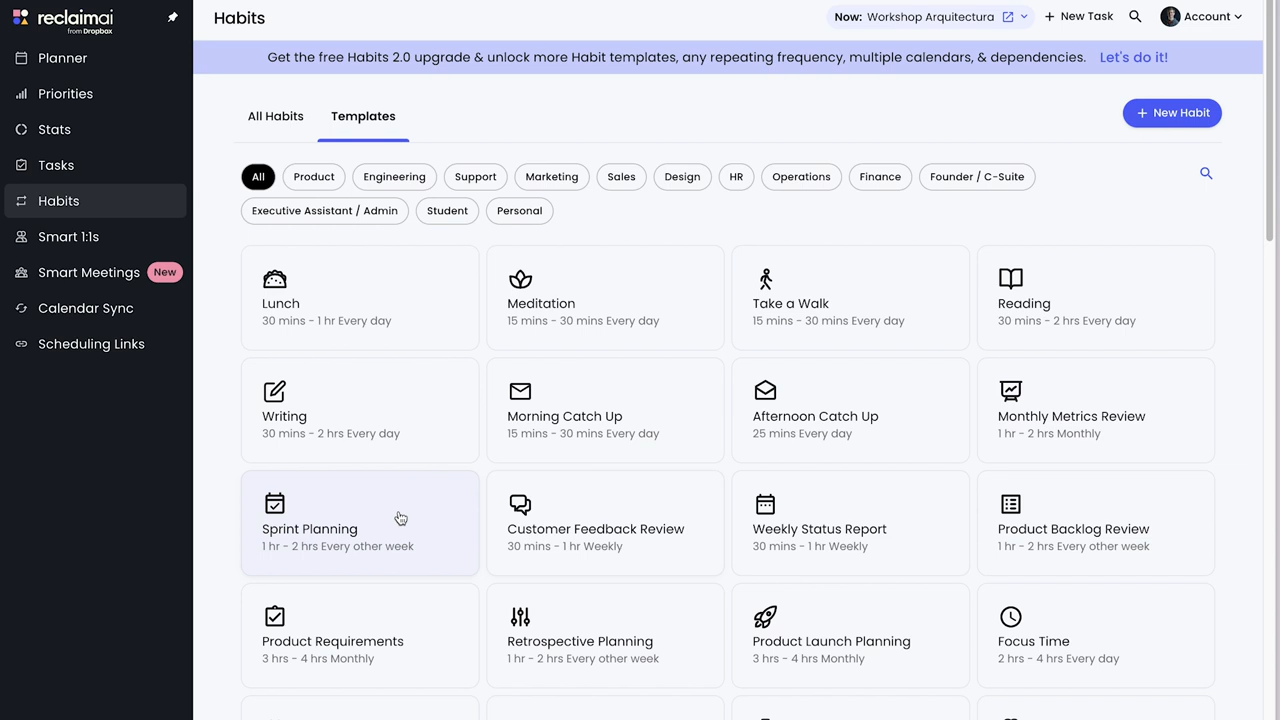 reclaimai
from Dropbox
Planner
Priorities
Stats
Tasks
Habits
Smart 1:1s
Smart Meetings New
Calendar Sync
Scheduling Links
Habits
Now: Workshop Arquitectura
New Task
Account
Get the free Habits 2.0 upgrade & unlock more Habit templates, any repeating frequency, multiple calendars, & dependencies. Let's do it!
All Habits Templates
+ New Habit
All Product Engineering Support Marketing Sales Design HR Operations Finance Founder / C-Suite
Executive Assistant / Admin Student Personal
Lunch
30 mins - 1 hr Every day
Meditation
15 mins - 30 mins Every day
Take a Walk
15 mins - 30 mins Every day
Reading
30 mins - 2 hrs Every day
Writing
30 mins - 2 hrs Every day
Morning Catch Up
15 mins - 30 mins Every day
Afternoon Catch Up
25 mins Every day
Monthly Metrics Review
1 hr - 2 hrs Monthly
Sprint Planning
1 hr - 2 hrs Every other week
Customer Feedback Review
30 mins - 1 hr Weekly
Weekly Status Report
30 mins - 1 hr Weekly
Product Backlog Review
1 hr - 2 hrs Every other week
Product Requirements
3 hrs - 4 hrs Monthly
Retrospective Planning
1 hr - 2 hrs Every other week
Product Launch Planning
3 hrs - 4 hrs Monthly
Focus Time
2 hrs - 4 hrs Every day